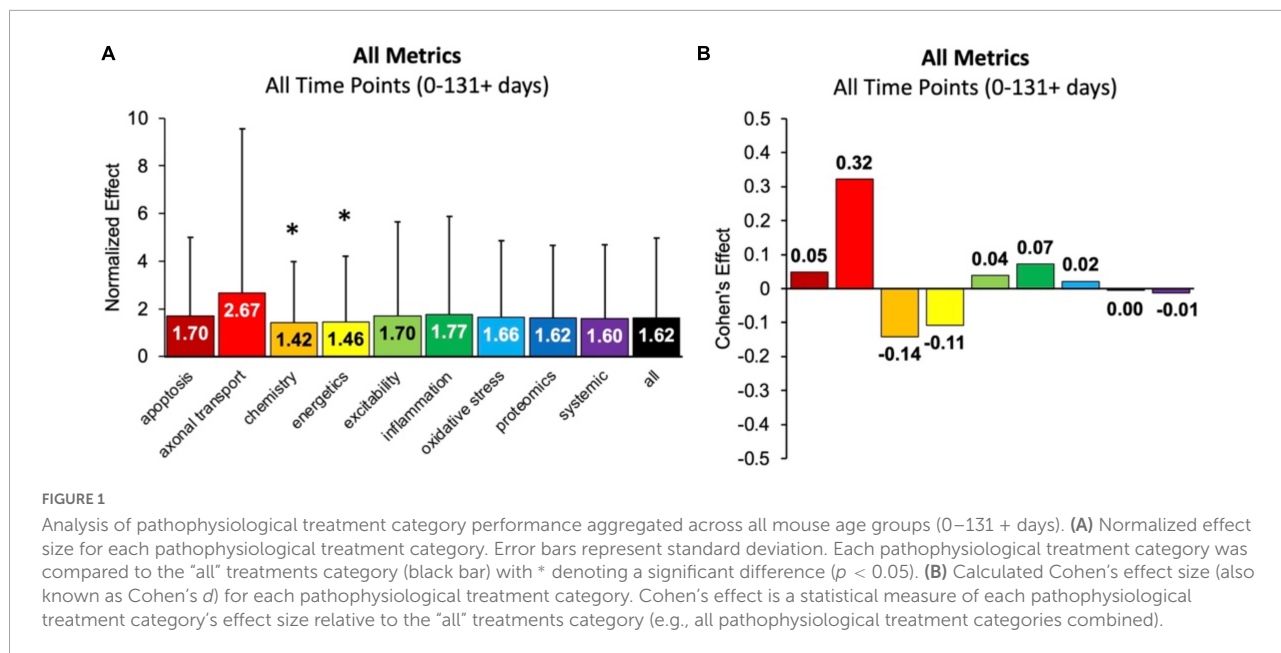 A
All Metrics
All Time Points (0-131+ days)
Normalized Effect
10
8
6
4
2
0
*
*
1.70
2.67
1.42
1.46
1.70
1.77
1.66
1.62
1.60
1.62
apoptosis
axonal transport
chemistry
energetics
excitability
inflammation
oxidative stress
proteomics
systemic
all
B
All Metrics
All Time Points (0-131+ days)
Cohen's Effect
0.5
0.4
0.3
0.2
0.1
0
-0.1
-0.2
-0.3
-0.4
-0.5
0.05
0.32
-0.14
-0.11
0.04
0.07
0.02
0.00
-0.01
FIGURE 1
Analysis of pathophysiological treatment category performance aggregated across all mouse age groups (0–131 + days). (A) Normalized effect
size for each pathophysiological treatment category. Error bars represent standard deviation. Each pathophysiological treatment category was
compared to the “all” treatments category (black bar) with * denoting a significant difference (p < 0.05). (B) Calculated Cohen’s effect size (also
known as Cohen’s d) for each pathophysiological treatment category. Cohen’s effect is a statistical measure of each pathophysiological
treatment category’s effect size relative to the “all” treatments category (e.g., all pathophysiological treatment categories combined).